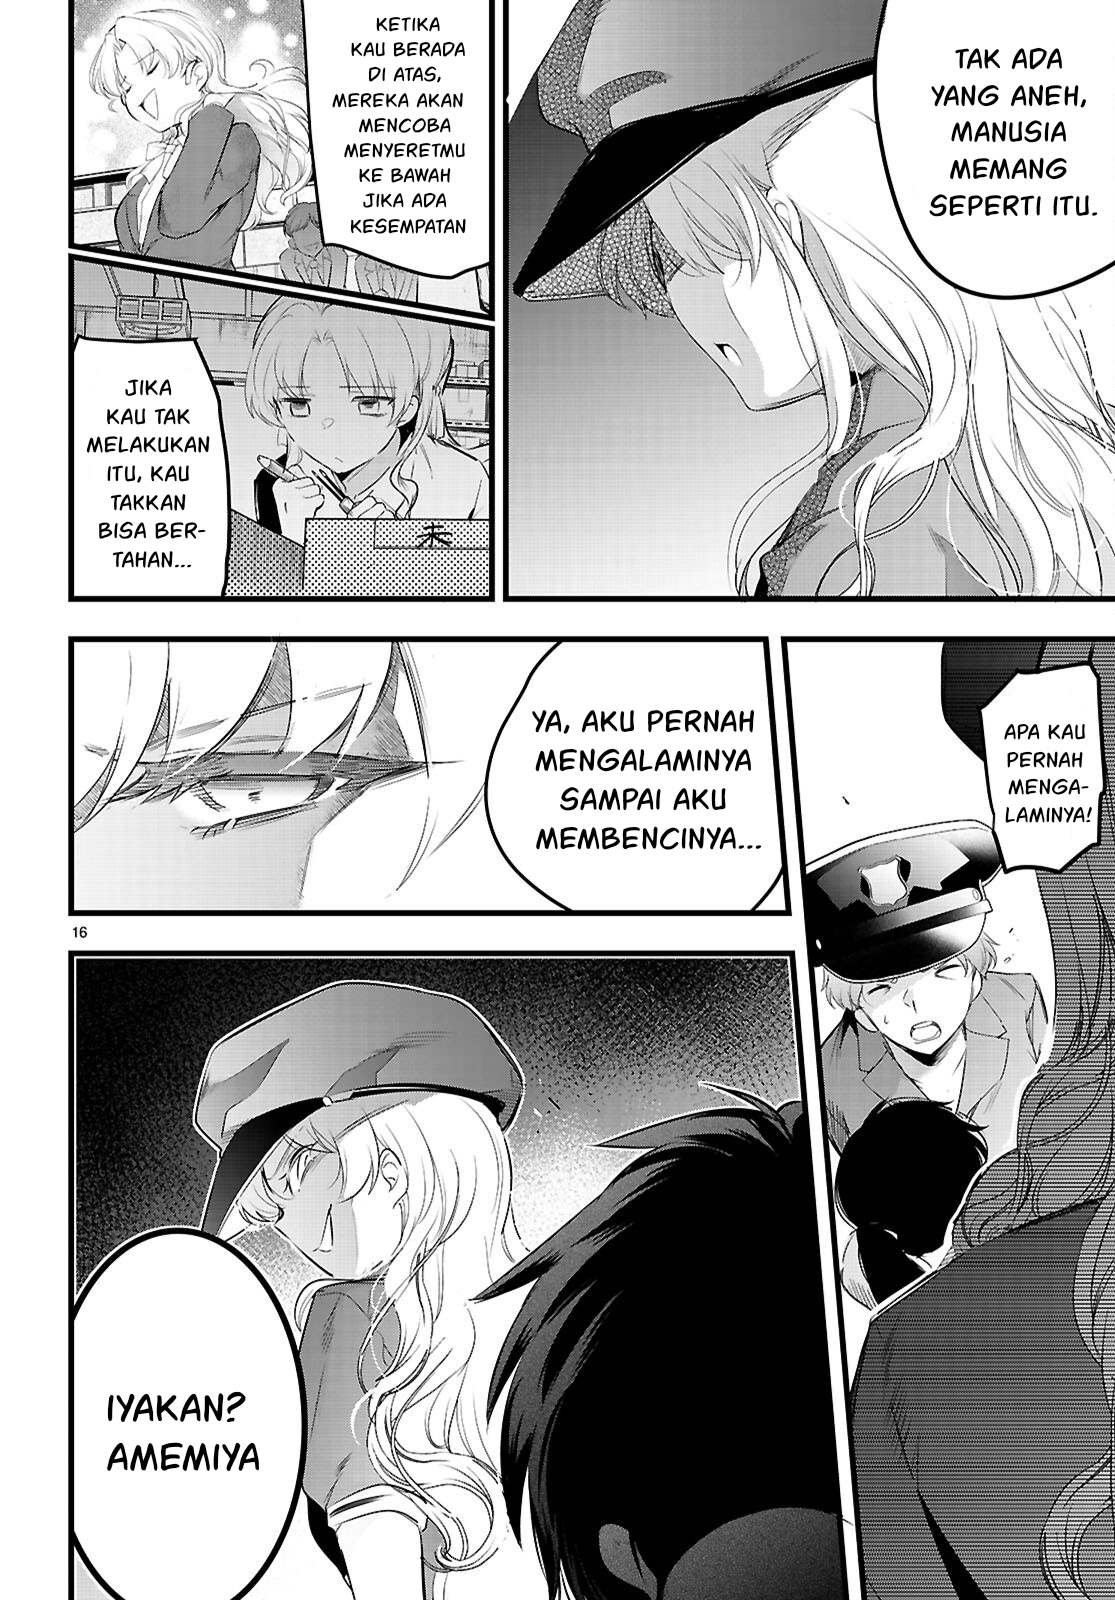 TAK ADA
YANG ANEH,
MANUSIA
MEMANG
SEPERTI ITU.
KETIKA
KAU BERADA
DI ATAS,
MEREKA AKAN
MENCOBA
MENYERETMU
KE BAWAH
JIKA ADA
KESEMPATAN
JIKA
KAU TAK
MELAKUKAN
ITU, KAU
TAKKAN
BISA BER-
TAHAN...
未
APA KAU
PERNAH
MENGA-
LAMINYA!
YA, AKU PERNAH
MENGALAMINYA
SAMPAI AKU
MEMBENCINYA...
16
IYAKAN?
AMEMIYA